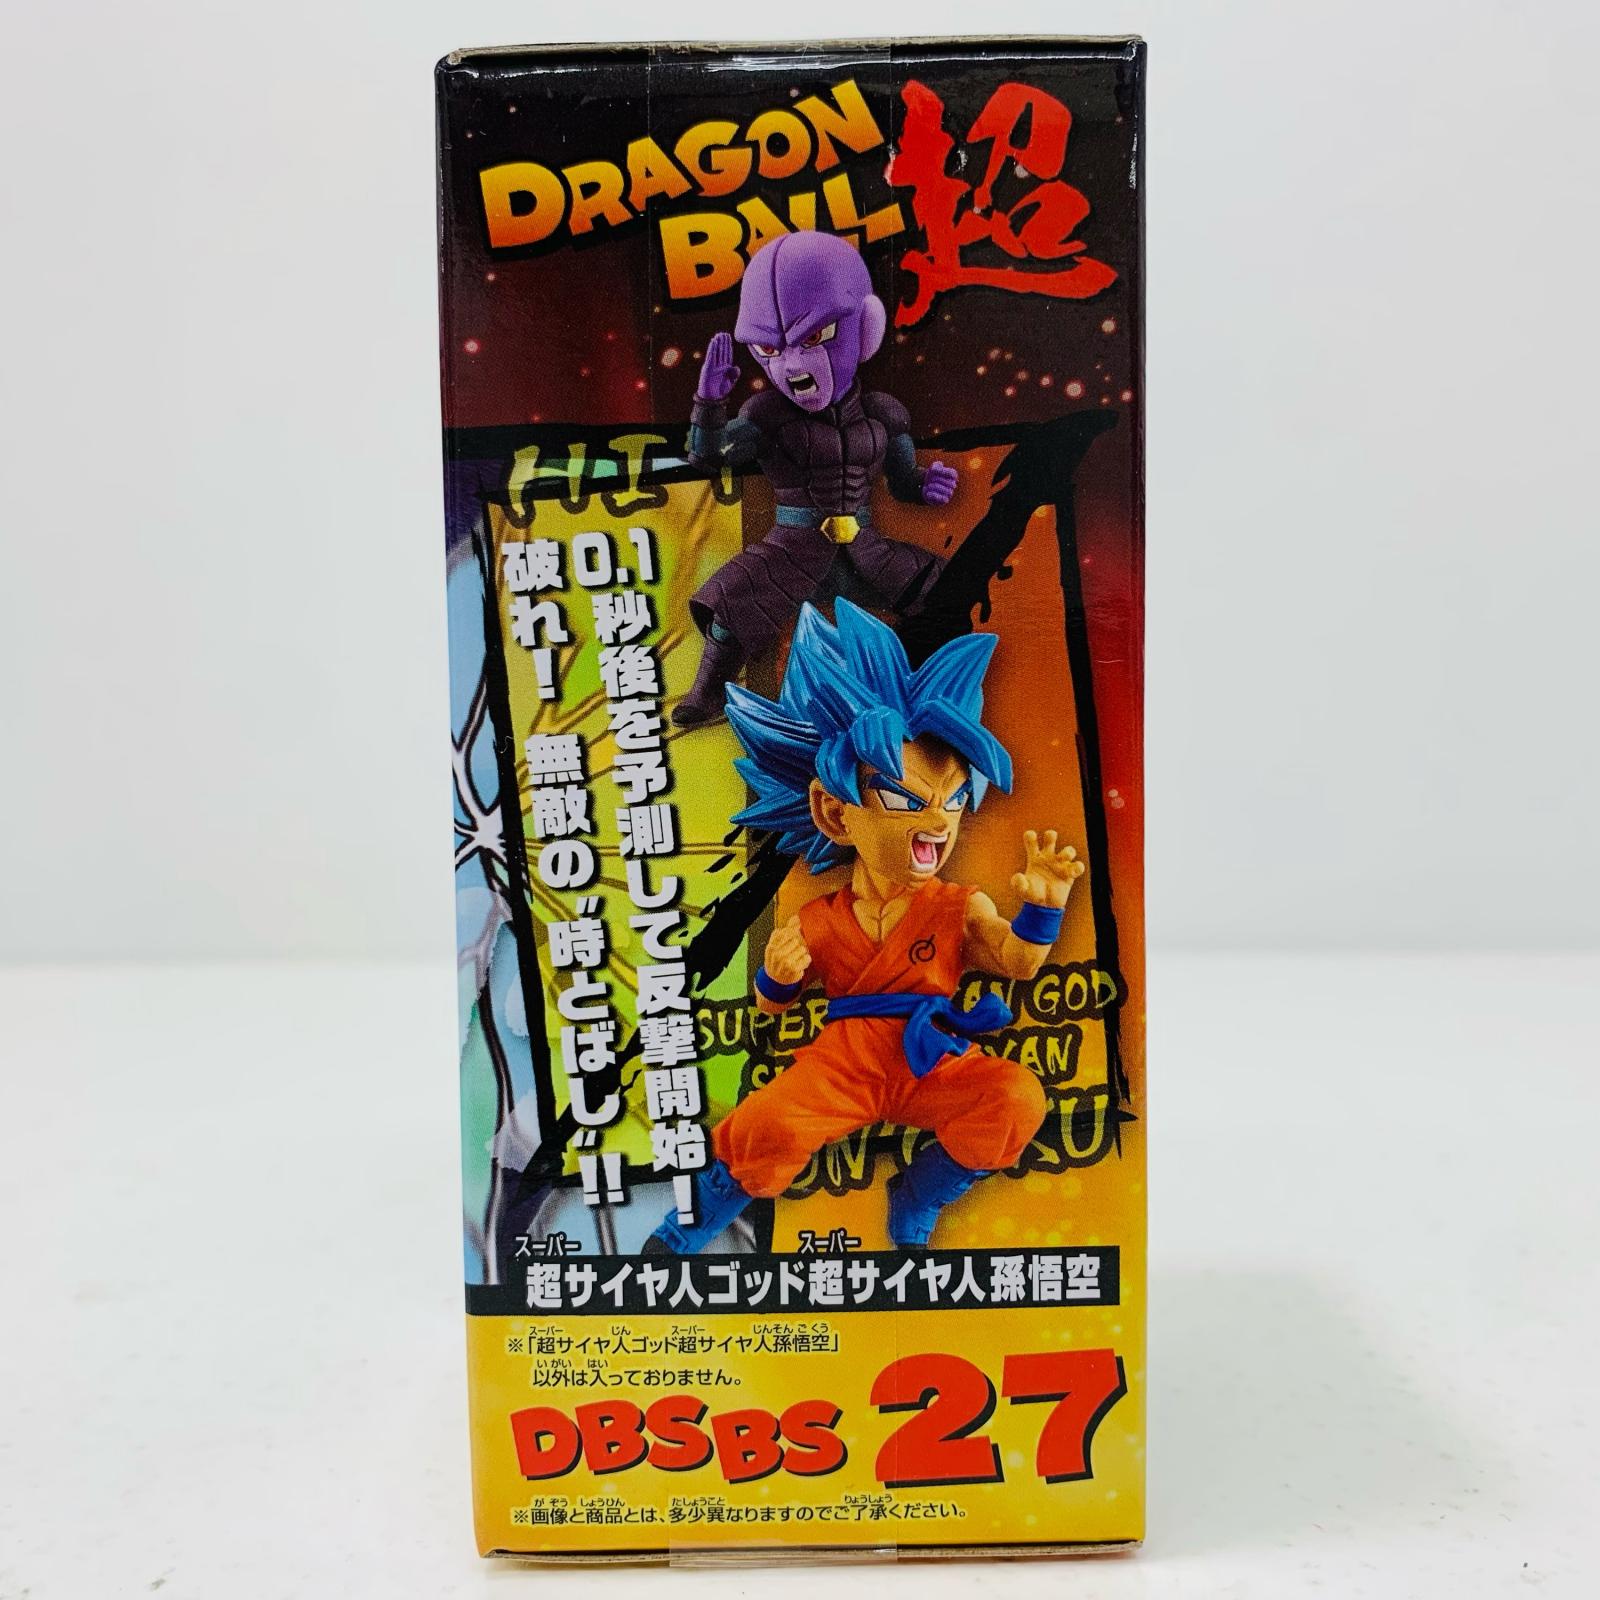 DRAGON
BALL超
HIT
0.1秒後を予測して反撃開始!
破れ! 無敵の"時とばし"!!
SUPER AN GOD
YAN
KU
スーパー スーパー
超サイヤ人ゴッド超サイヤ人孫悟空
スーパー じん スーパー じんそんごくう
※「超サイヤ人ゴッド超サイヤ人孫悟空」
いがい はい
以外は入っておりません。
DBSBS 27
がぞう しょうひん たしょうこと りょうしょう
※画像と商品とは、多少異なりますのでご了承ください。